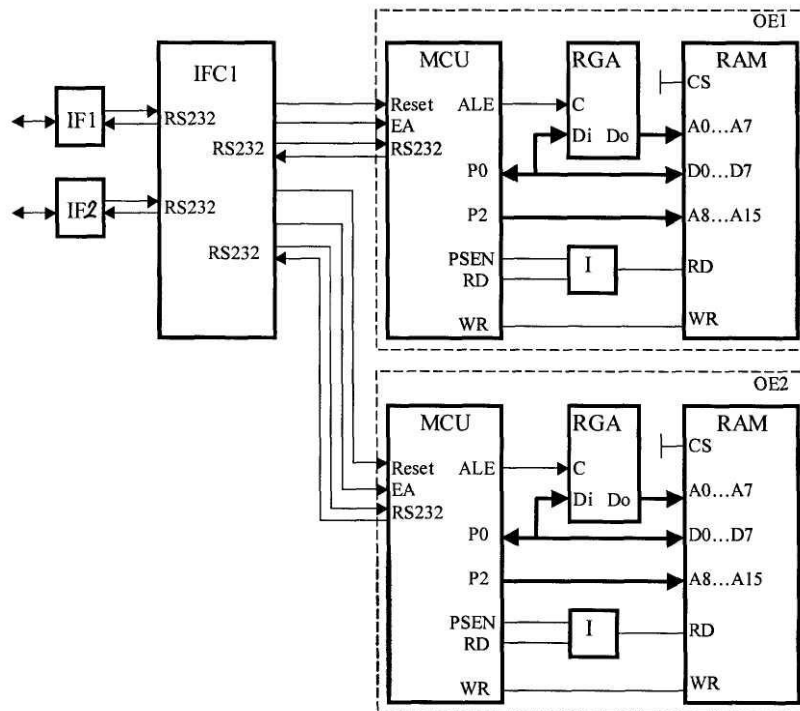 OE1
IFC1
IF1
IF2
RS232
RS232
RS232
RS232
MCU
Reset
EA
RS232
ALE
P0
P2
PSEN
RD
WR
RGA
C
Di Do
I
RAM
CS
A0...A7
D0...D7
A8...A15
RD
WR
OE2
MCU
Reset
EA
RS232
ALE
P0
P2
PSEN
RD
WR
RGA
C
Di Do
I
RAM
CS
A0...A7
D0...D7
A8...A15
RD
WR